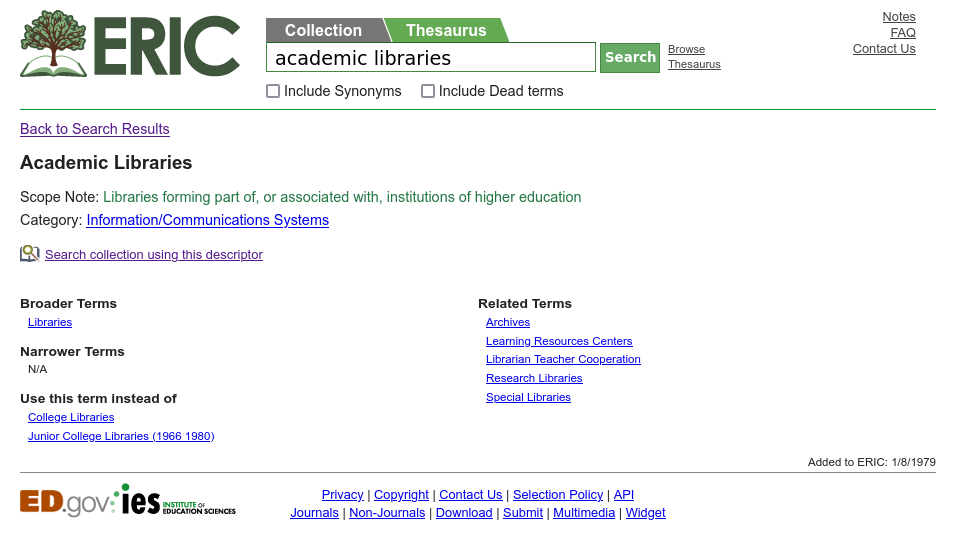 ERIC
Collection
Thesaurus
academic libraries
Search
Browse
Thesaurus
Include Synonyms
Include Dead terms
Notes
FAQ
Contact Us
Back to Search Results
Academic Libraries
Scope Note: Libraries forming part of, or associated with, institutions of higher education
Category: Information/Communications Systems
Search collection using this descriptor
Broader Terms
Libraries
Narrower Terms
N/A
Use this term instead of
College Libraries
Junior College Libraries (1966 1980)
Related Terms
Archives
Learning Resources Centers
Librarian Teacher Cooperation
Research Libraries
Special Libraries
Added to ERIC: 1/8/1979
ED.gov
ies INSTITUTE OF
EDUCATION SCIENCES
Privacy | Copyright | Contact Us | Selection Policy | API
Journals | Non-Journals | Download | Submit | Multimedia | Widget